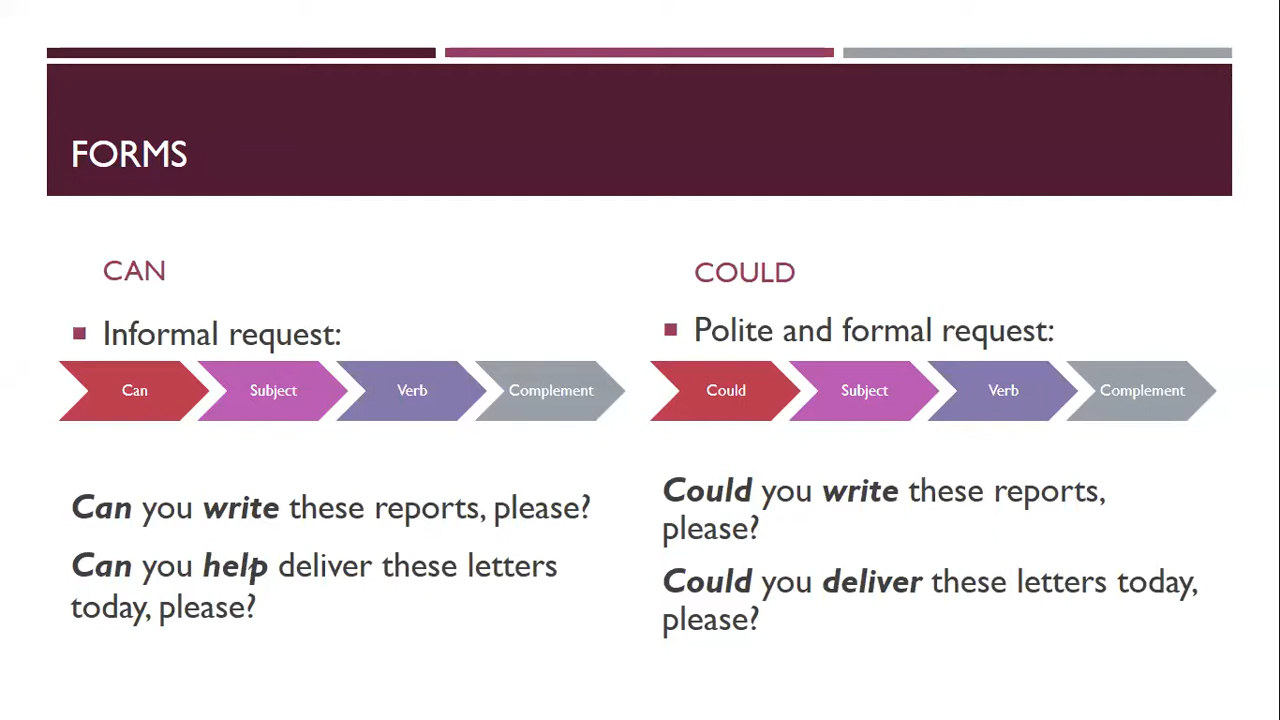 FORMS
CAN
Informal request:
Can Subject Verb Complement
Can you write these reports, please?
Can you help deliver these letters
today, please?
COULD
Polite and formal request:
Could Subject Verb Complement
Could you write these reports,
please?
Could you deliver these letters today,
please?